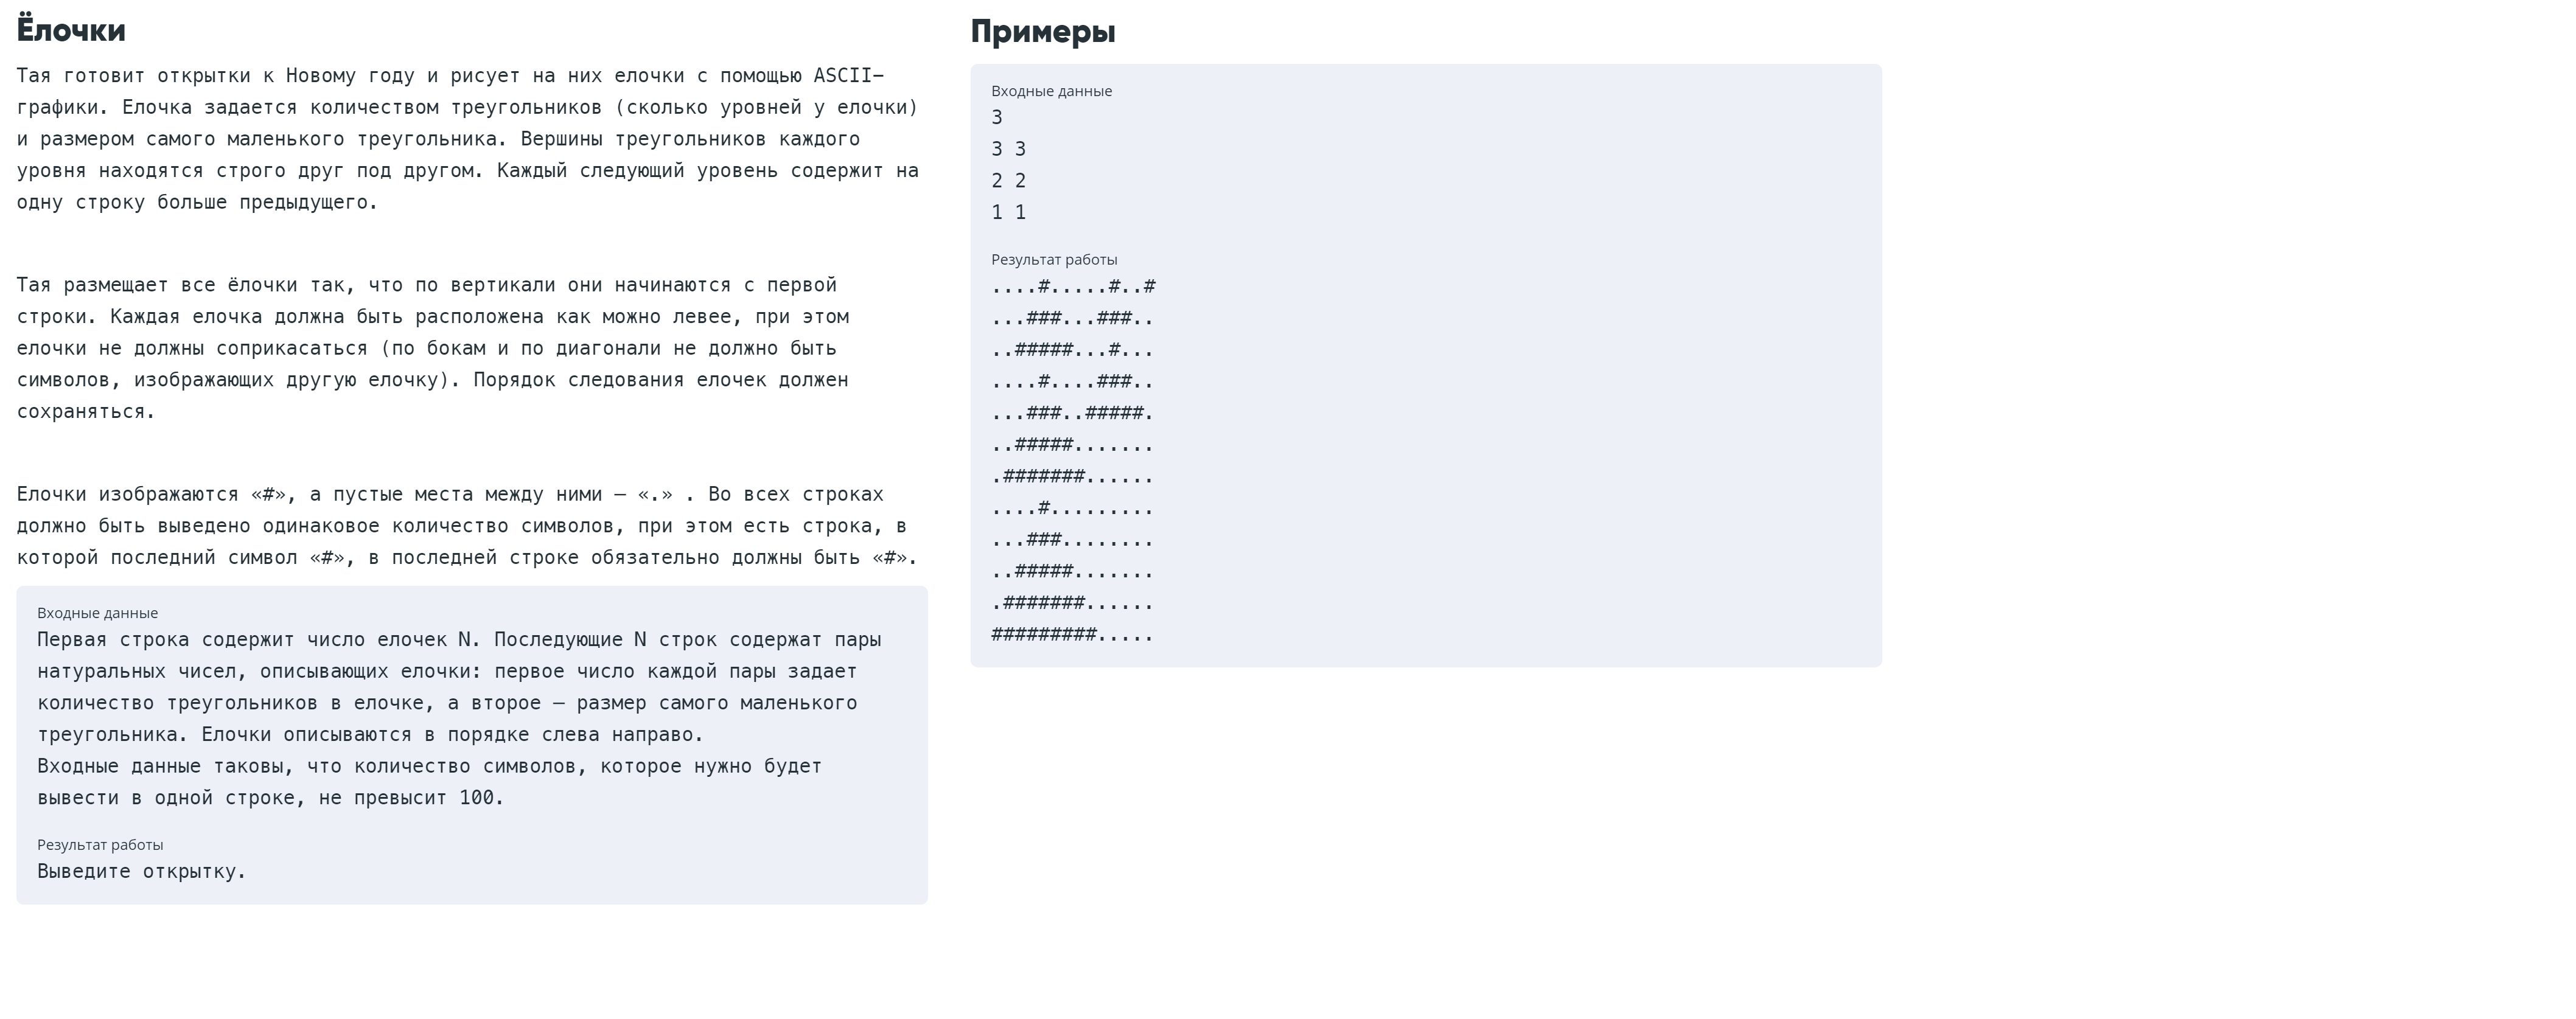 Ёлочки
Тая готовит открытки к Новому году и рисует на них елочки с помощью ASCII-
графики. Елочка задается количеством треугольников (сколько уровней у елочки)
и размером самого маленького треугольника. Вершины треугольников каждого
уровня находятся строго друг под другом. Каждый следующий уровень содержит на
одну строку больше предыдущего.
Тая размещает все ёлочки так, что по вертикали они начинаются с первой
строки. Каждая елочка должна быть расположена как можно левее, при этом
елочки не должны соприкасаться (по бокам и по диагонали не должно быть
символов, изображающих другую елочку). Порядок следования елочек должен
сохраняться.
Елочки изображаются «#», а пустые места между ними — «.» . Во всех строках
должно быть выведено одинаковое количество символов, при этом есть строка, в
которой последний символ «#», в последней строке обязательно должны быть «#».
Входные данные
Первая строка содержит число елочек N. Последующие N строк содержат пары
натуральных чисел, описывающих елочки: первое число каждой пары задает
количество треугольников в елочке, а второе — размер самого маленького
треугольника. Елочки описываются в порядке слева направо.
Входные данные таковы, что количество символов, которое нужно будет
вывести в одной строке, не превысит 100.
Результат работы
Выведите открытку.
Примеры
Входные данные
3
3 3
2 2
1 1
Результат работы
....#.....#..#
...###...###..
..#####...#...
....#....###..
...###..#####.
..#####.......
.#######......
....#.........
...###........
..#####.......
.#######......
#########.....